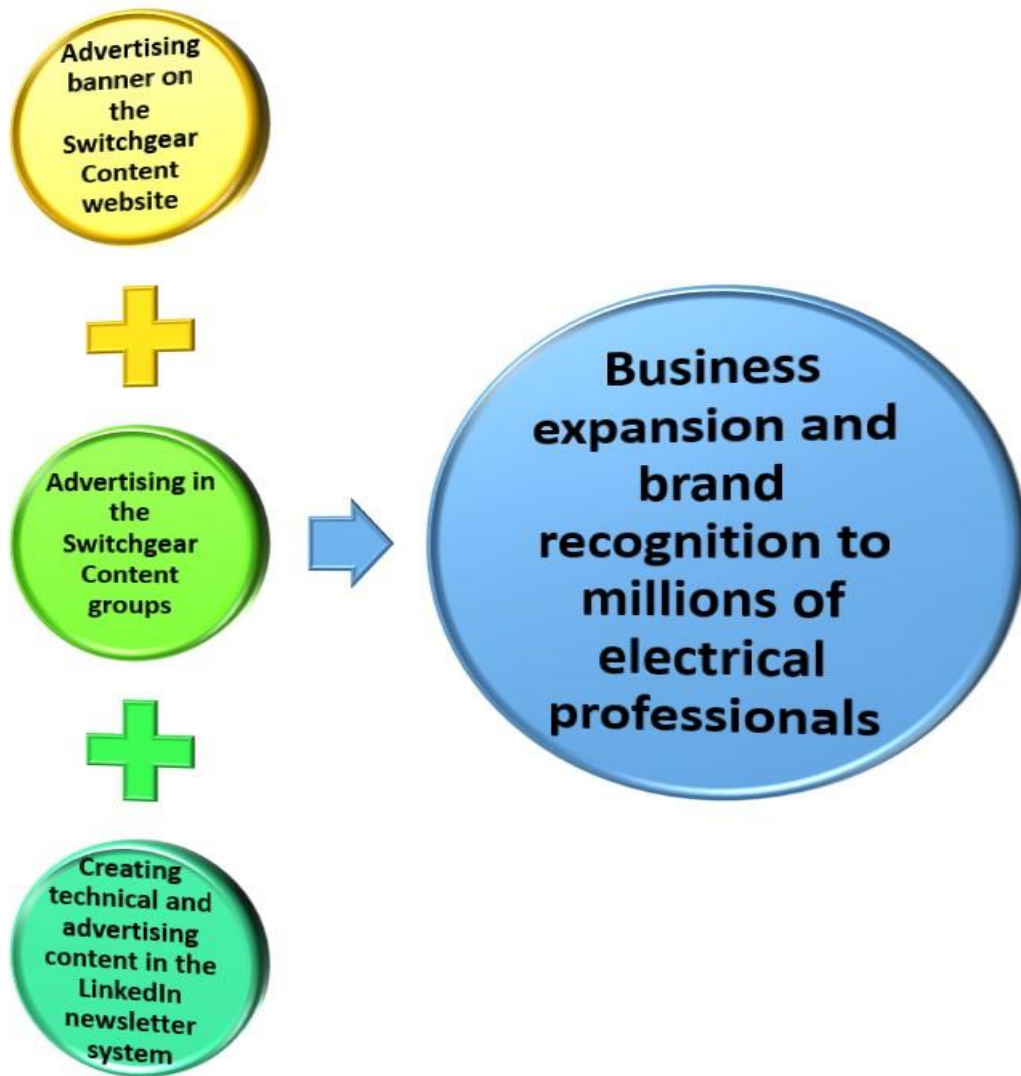 Advertising
banner on
the
Switchgear
Content
website
Advertising in
the
Switchgear
Content
groups
Creating
technical and
advertising
content in the
LinkedIn
newsletter
system
Business
expansion and
brand
recognition to
millions of
electrical
professionals